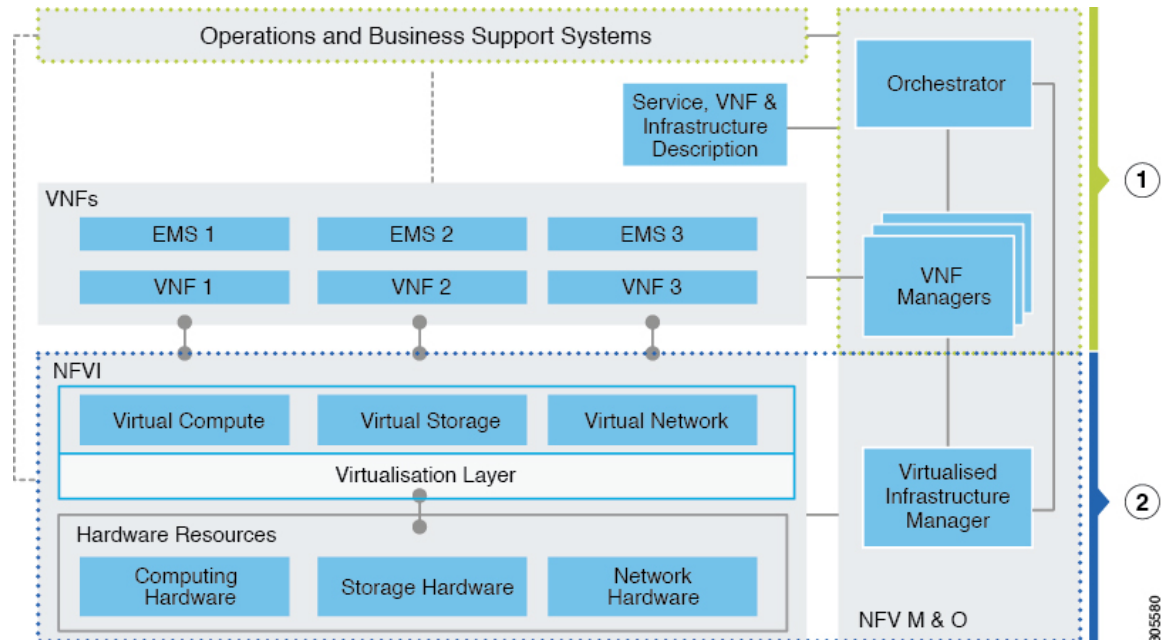 Operations and Business Support Systems
Orchestrator
Service, VNF &
Infrastructure
Description
1
VNFs
EMS 1
EMS 2
EMS 3
VNF 1
VNF 2
VNF 3
VNF
Managers
NFVI
Virtual Compute
Virtual Storage
Virtual Network
Virtualisation Layer
Virtualised
Infrastructure
Manager
2
Hardware Resources
Computing
Hardware
Storage Hardware
Network
Hardware
NFV M & O